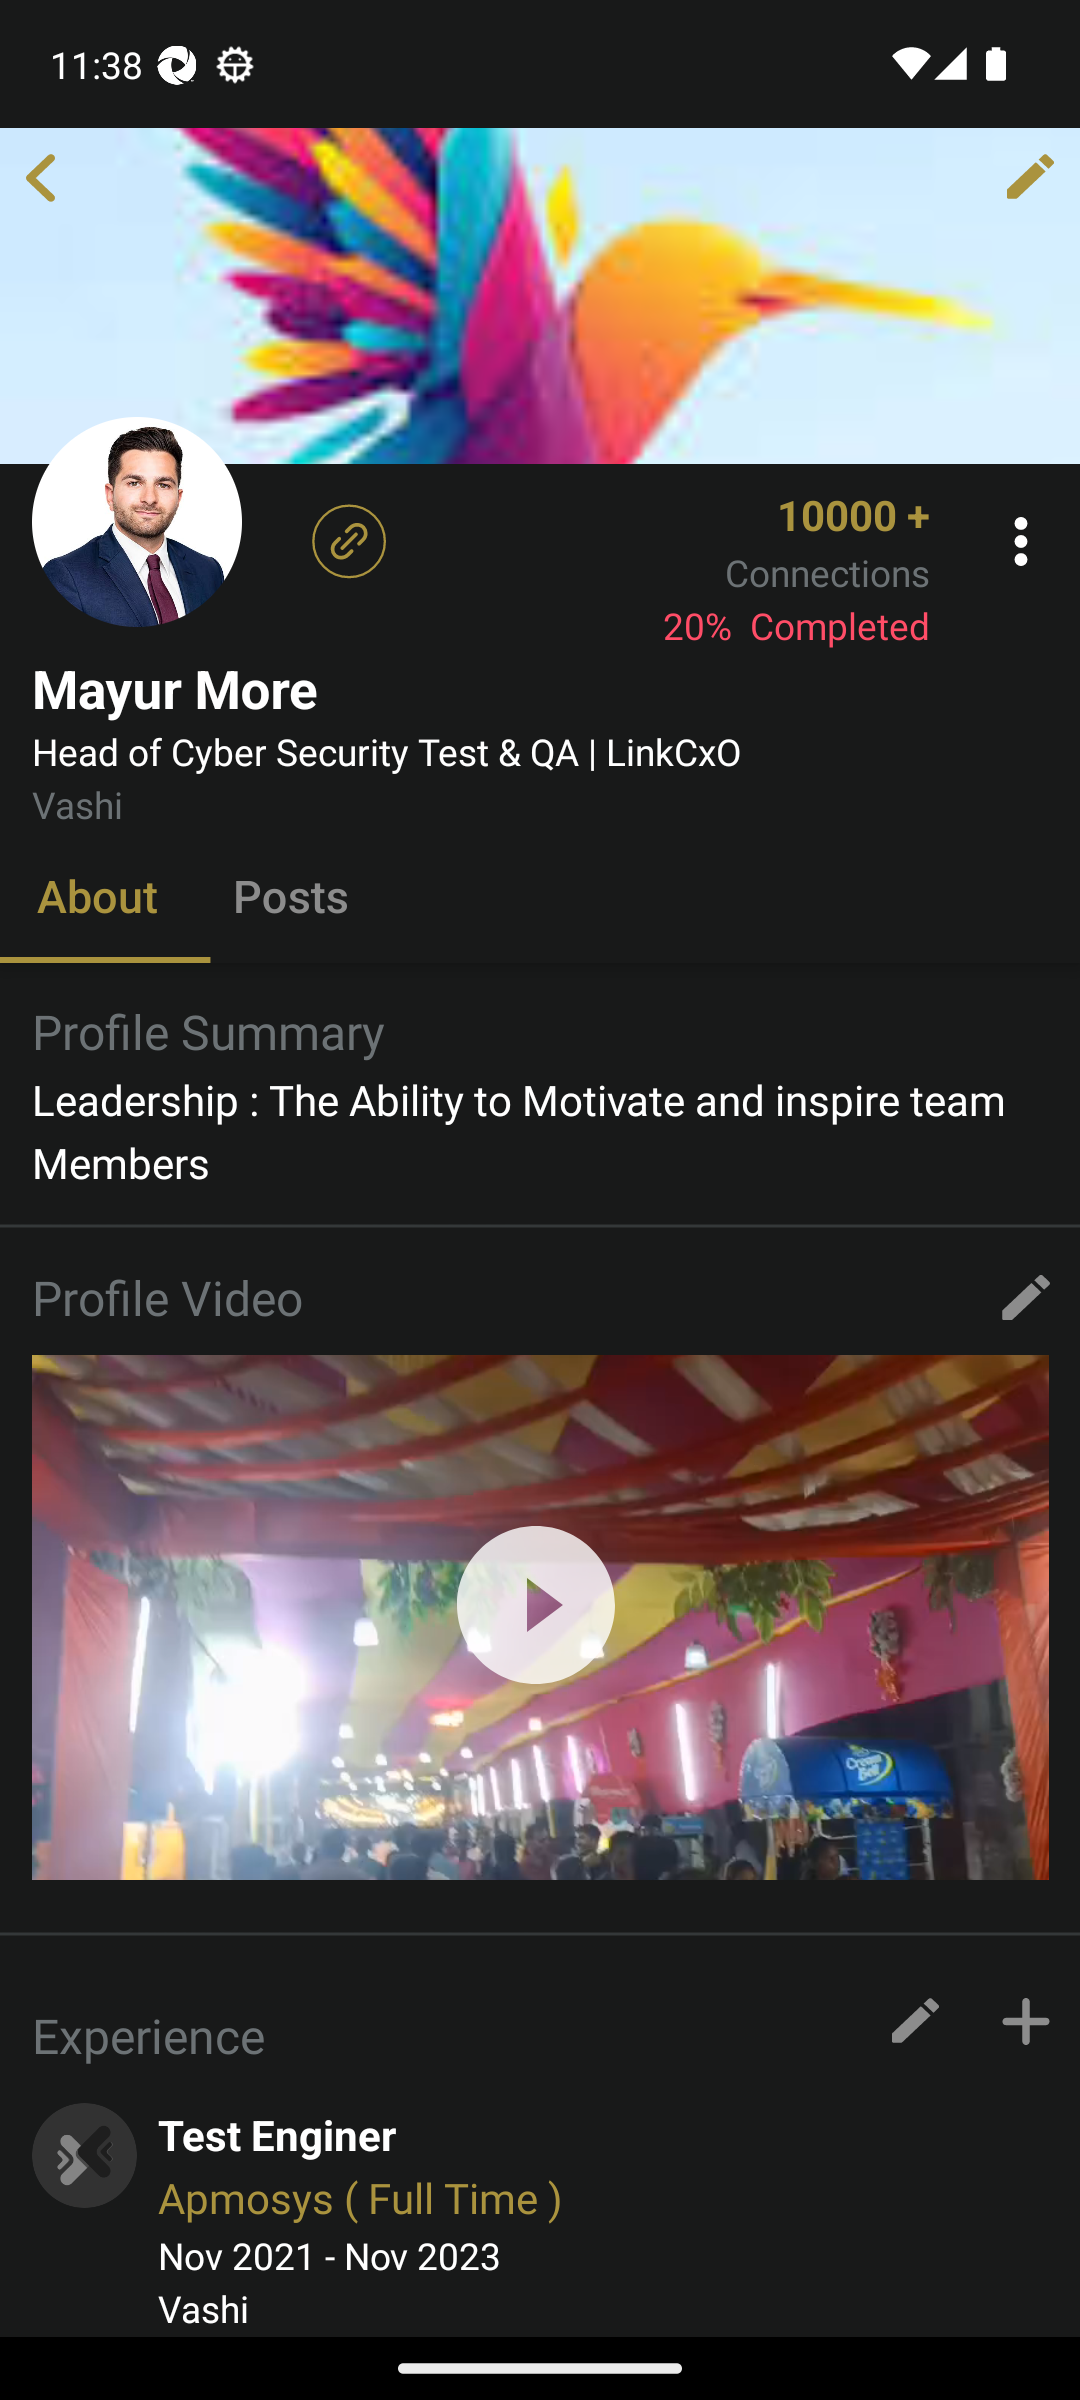 11:38
10000 +
Connections
20% Completed
Mayur More
Head of Cyber Security Test & QA | LinkCxO
Vashi
About Posts
Profile Summary
Leadership : The Ability to Motivate and inspire team
Members
Profile Video
Cream
Bell
Experience
Test Enginer
Apmosys ( Full Time )
Nov 2021 - Nov 2023
Vashi